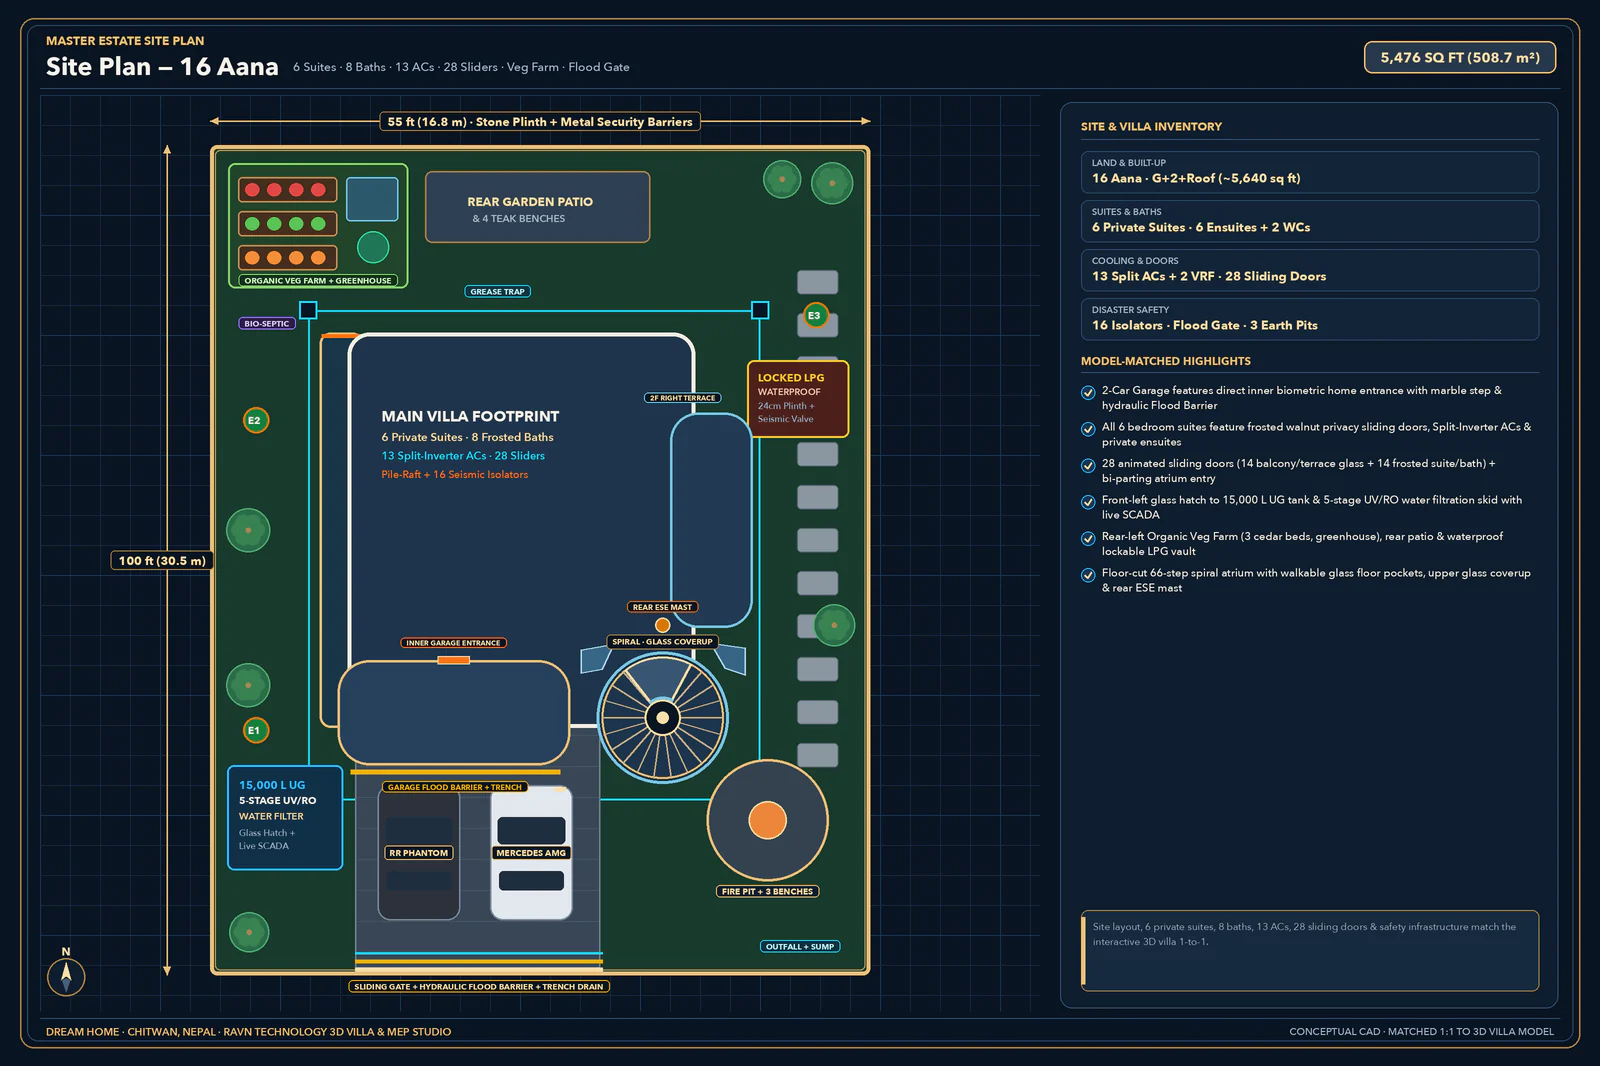 MASTER ESTATE SITE PLAN
Site Plan — 16 Aana
6 Suites · 8 Baths · 13 ACs · 28 Sliders · Veg Farm · Flood Gate
5,476 SQ FT (508.7 m²)
55 ft (16.8 m) · Stone Plinth + Metal Security Barriers
100 ft (30.5 m)
ORGANIC VEG FARM + GREENHOUSE
REAR GARDEN PATIO
& 4 TEAK BENCHES
GREASE TRAP
BIO-SEPTIC
E3
LOCKED LPG
WATERPROOF
24cm Plinth +
Seismic Valve
2F RIGHT TERRACE
E2
MAIN VILLA FOOTPRINT
6 Private Suites · 8 Frosted Baths
13 Split-Inverter ACs · 28 Sliders
Pile-Raft + 16 Seismic Isolators
REAR ESE MAST
INNER GARAGE ENTRANCE
SPIRAL · GLASS COVERUP
E1
15,000 L UG
5-STAGE UV/RO
WATER FILTER
Glass Hatch +
Live SCADA
GARAGE FLOOD BARRIER + TRENCH
RR PHANTOM
MERCEDES AMG
FIRE PIT + 3 BENCHES
OUTFALL + SUMP
N
SLIDING GATE + HYDRAULIC FLOOD BARRIER + TRENCH DRAIN
SITE & VILLA INVENTORY
LAND & BUILT-UP
16 Aana · G+2+Roof (~5,640 sq ft)
SUITES & BATHS
6 Private Suites · 6 Ensuites + 2 WCs
COOLING & DOORS
13 Split ACs + 2 VRF · 28 Sliding Doors
DISASTER SAFETY
16 Isolators · Flood Gate · 3 Earth Pits
MODEL-MATCHED HIGHLIGHTS
2-Car Garage features direct inner biometric home entrance with marble step &
hydraulic Flood Barrier
All 6 bedroom suites feature frosted walnut privacy sliding doors, Split-Inverter ACs &
private ensuites
28 animated sliding doors (14 balcony/terrace glass + 14 frosted suite/bath) +
bi-parting atrium entry
Front-left glass hatch to 15,000 L UG tank & 5-stage UV/RO water filtration skid with
live SCADA
Rear-left Organic Veg Farm (3 cedar beds, greenhouse), rear patio & waterproof
lockable LPG vault
Floor-cut 66-step spiral atrium with walkable glass floor pockets, upper glass coverup
& rear ESE mast
Site layout, 6 private suites, 8 baths, 13 ACs, 28 sliding doors & safety infrastructure match the
interactive 3D villa 1-to-1.
DREAM HOME · CHITWAN, NEPAL · RAVN TECHNOLOGY 3D VILLA & MEP STUDIO
CONCEPTUAL CAD · MATCHED 1:1 TO 3D VILLA MODEL